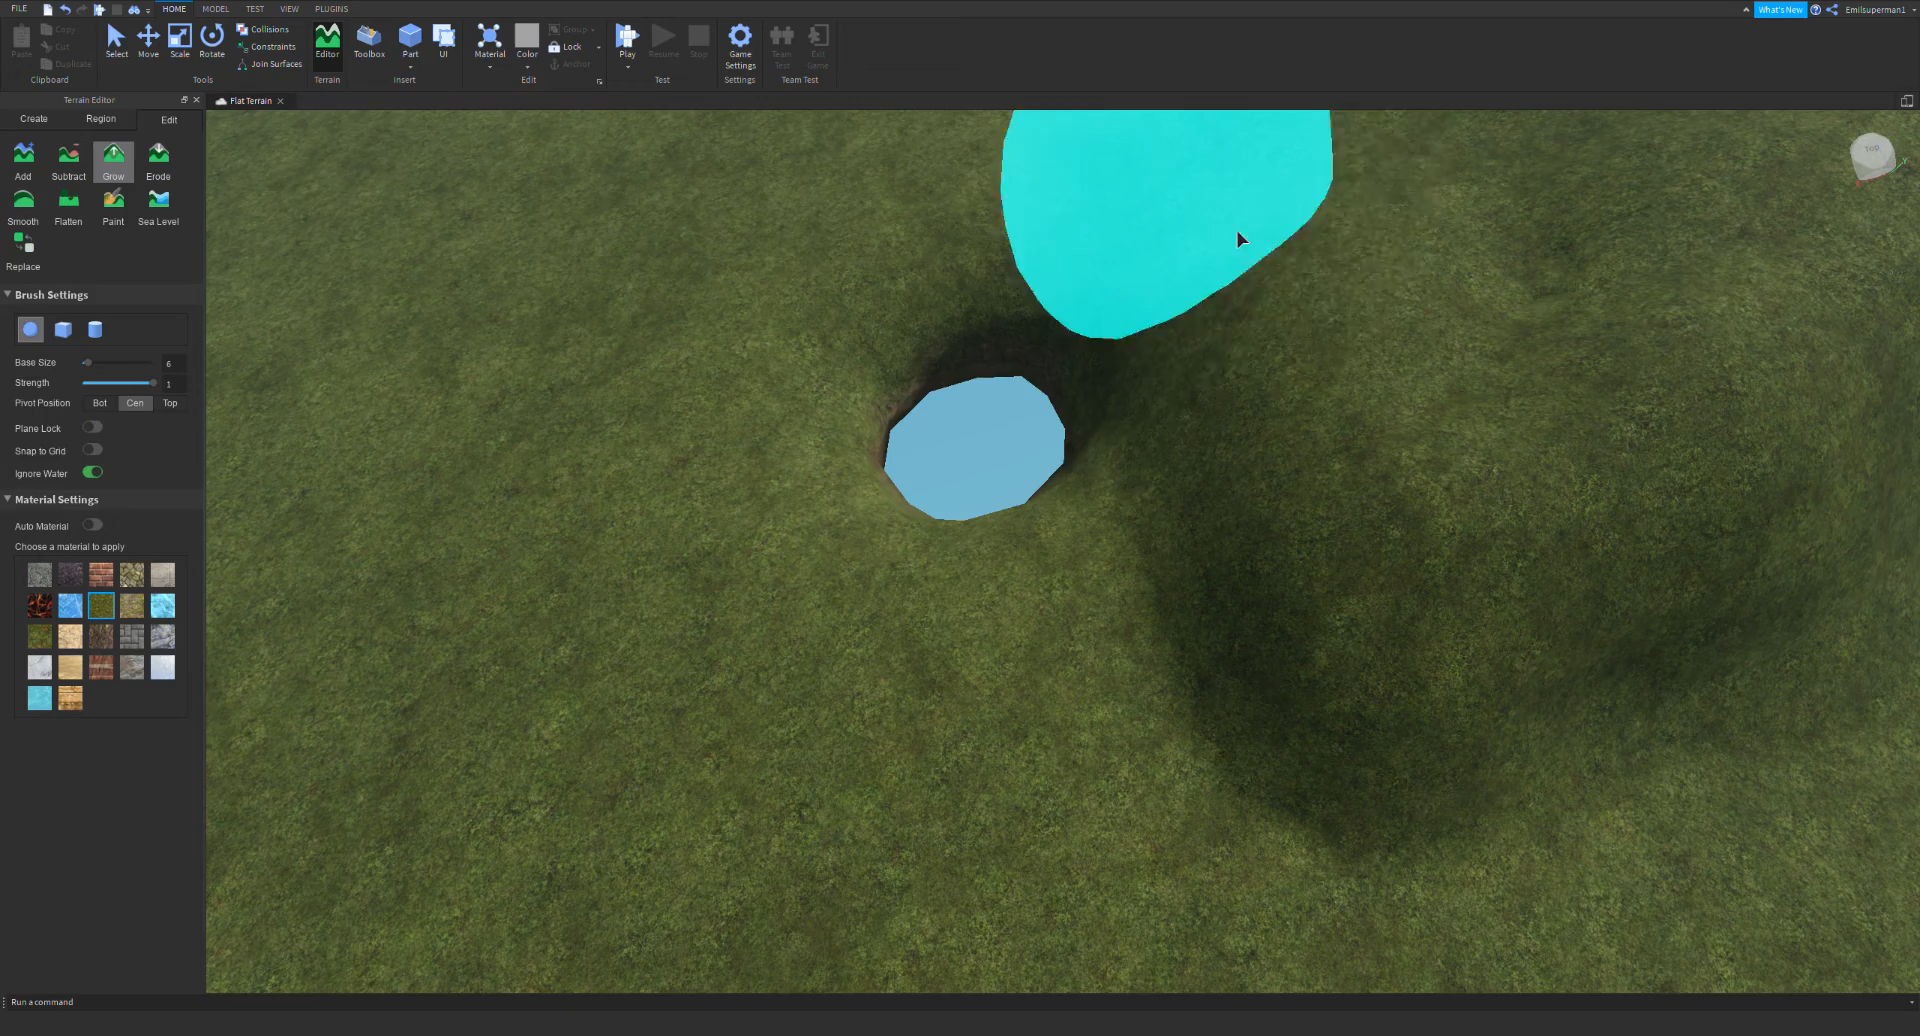 FILE
HOME MODEL TEST VIEW PLUGINS
What's New
Emilsuperman1
Paste
Copy
Cut
Duplicate
Clipboard
Select Move Scale Rotate
Collisions
Constraints
Join Surfaces
Tools
Editor
Terrain
Toolbox Part UI
Insert
Material Color
Group
Lock
Anchor
Edit
Play Resume Stop
Test
Game Settings
Settings
Team Test
Exit Game
Team Test
Terrain Editor
Flat Terrain
Create Region Edit
Add Subtract Grow Erode
Smooth Flatten Paint Sea Level
Replace
Brush Settings
Base Size 6
Strength 1
Pivot Position Bot Cen Top
Plane Lock
Snap to Grid
Ignore Water
Material Settings
Auto Material
Choose a material to apply
Top
Y
Run a command